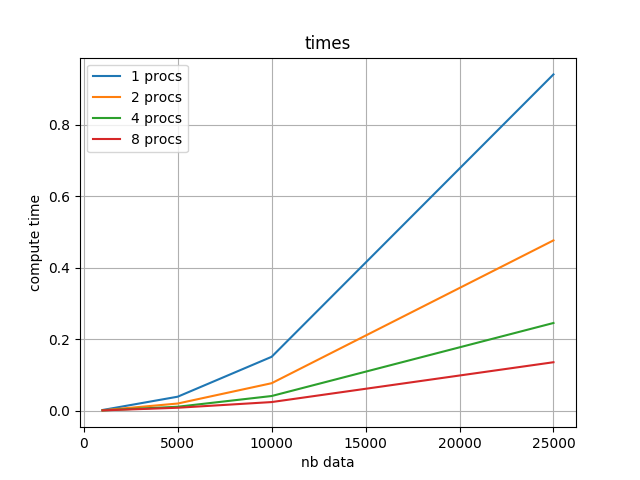 times
1 procs
2 procs
4 procs
8 procs
compute time
0.8
0.6
0.4
0.2
0.0
0 5000 10000 15000 20000 25000
nb data